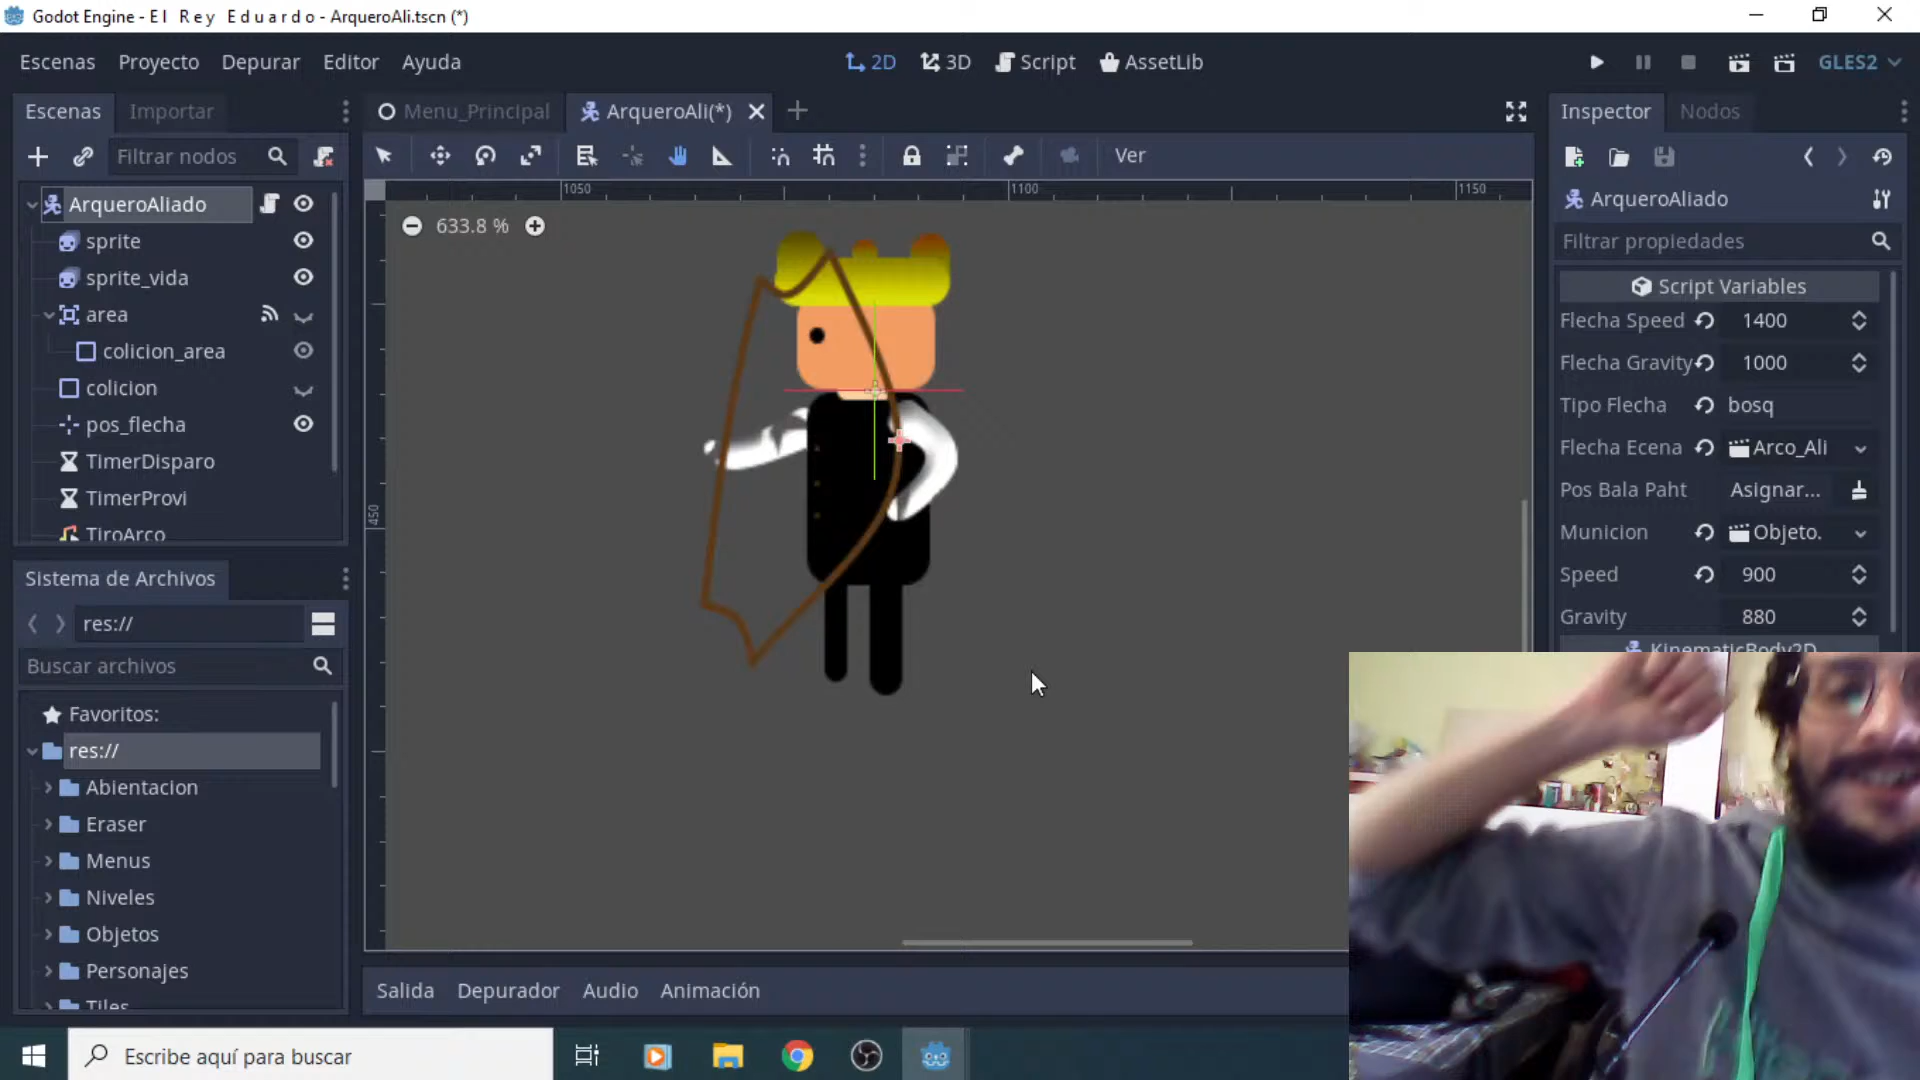 Godot Engine - El Rey Eduardo - ArqueroAli.tscn (*)
Escenas Proyecto Depurar Editor Ayuda
2D 3D Script AssetLib
GLES2
Escenas Importar
Menu_Principal ArqueroAli(*)
Inspector Nodos
Filtrar nodos
Ver
ArqueroAliado
sprite
sprite_vida
area
colicion_area
colicion
pos_flecha
TimerDisparo
TimerProvi
TiroArco
1050 1100 1150
633.8 %
450
ArqueroAliado
Filtrar propiedades
Script Variables
Flecha Speed 1400
Flecha Gravity 1000
Tipo Flecha bosq
Flecha Ecena Arco_Ali
Pos Bala Paht Asignar...
Municion Objeto.
Speed 900
Gravity 880
KinematicBody2D
Sistema de Archivos
res://
Buscar archivos
Favoritos:
res://
Abientacion
Eraser
Menus
Niveles
Objetos
Personajes
Tiles
Salida Depurador Audio Animación
Escribe aquí para buscar